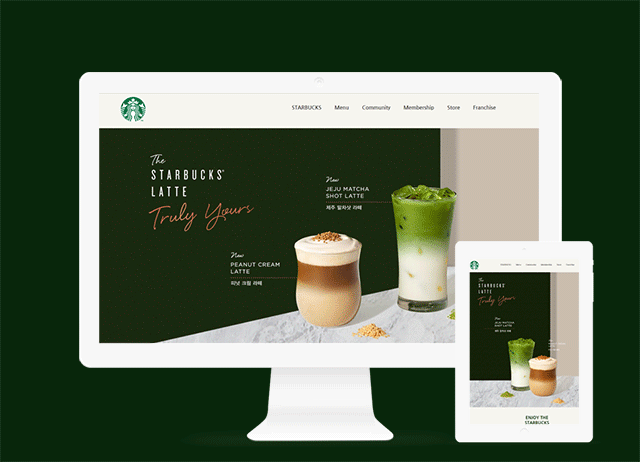 STARBUCKS Menu Community Membership Store Franchise
The
STARBUCKS®
LATTE
Truly Yours
New
JEJU MATCHA
SHOT LATTE
제주 말차샷 라떼
New
PEANUT CREAM
LATTE
피넛 크림 라떼
The
STARBUCKS
LATTE
Truly Yours
New
JEJU MATCHA
SHOT LATTE
ENJOY THE
STARBUCKS